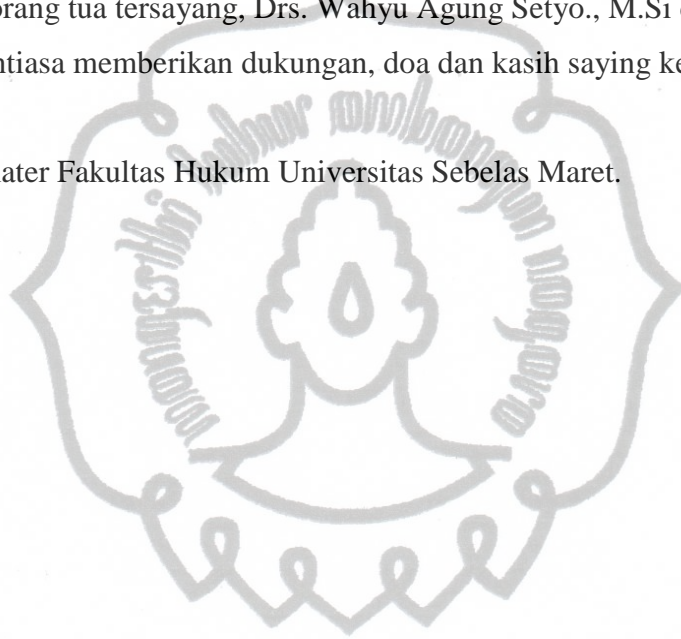 orang tua tersayang, Drs. Wahyu Agung Setyo., M.Si
ntiasa memberikan dukungan, doa dan kasih saying ke
ater Fakultas Hukum Universitas Sebelas Maret.